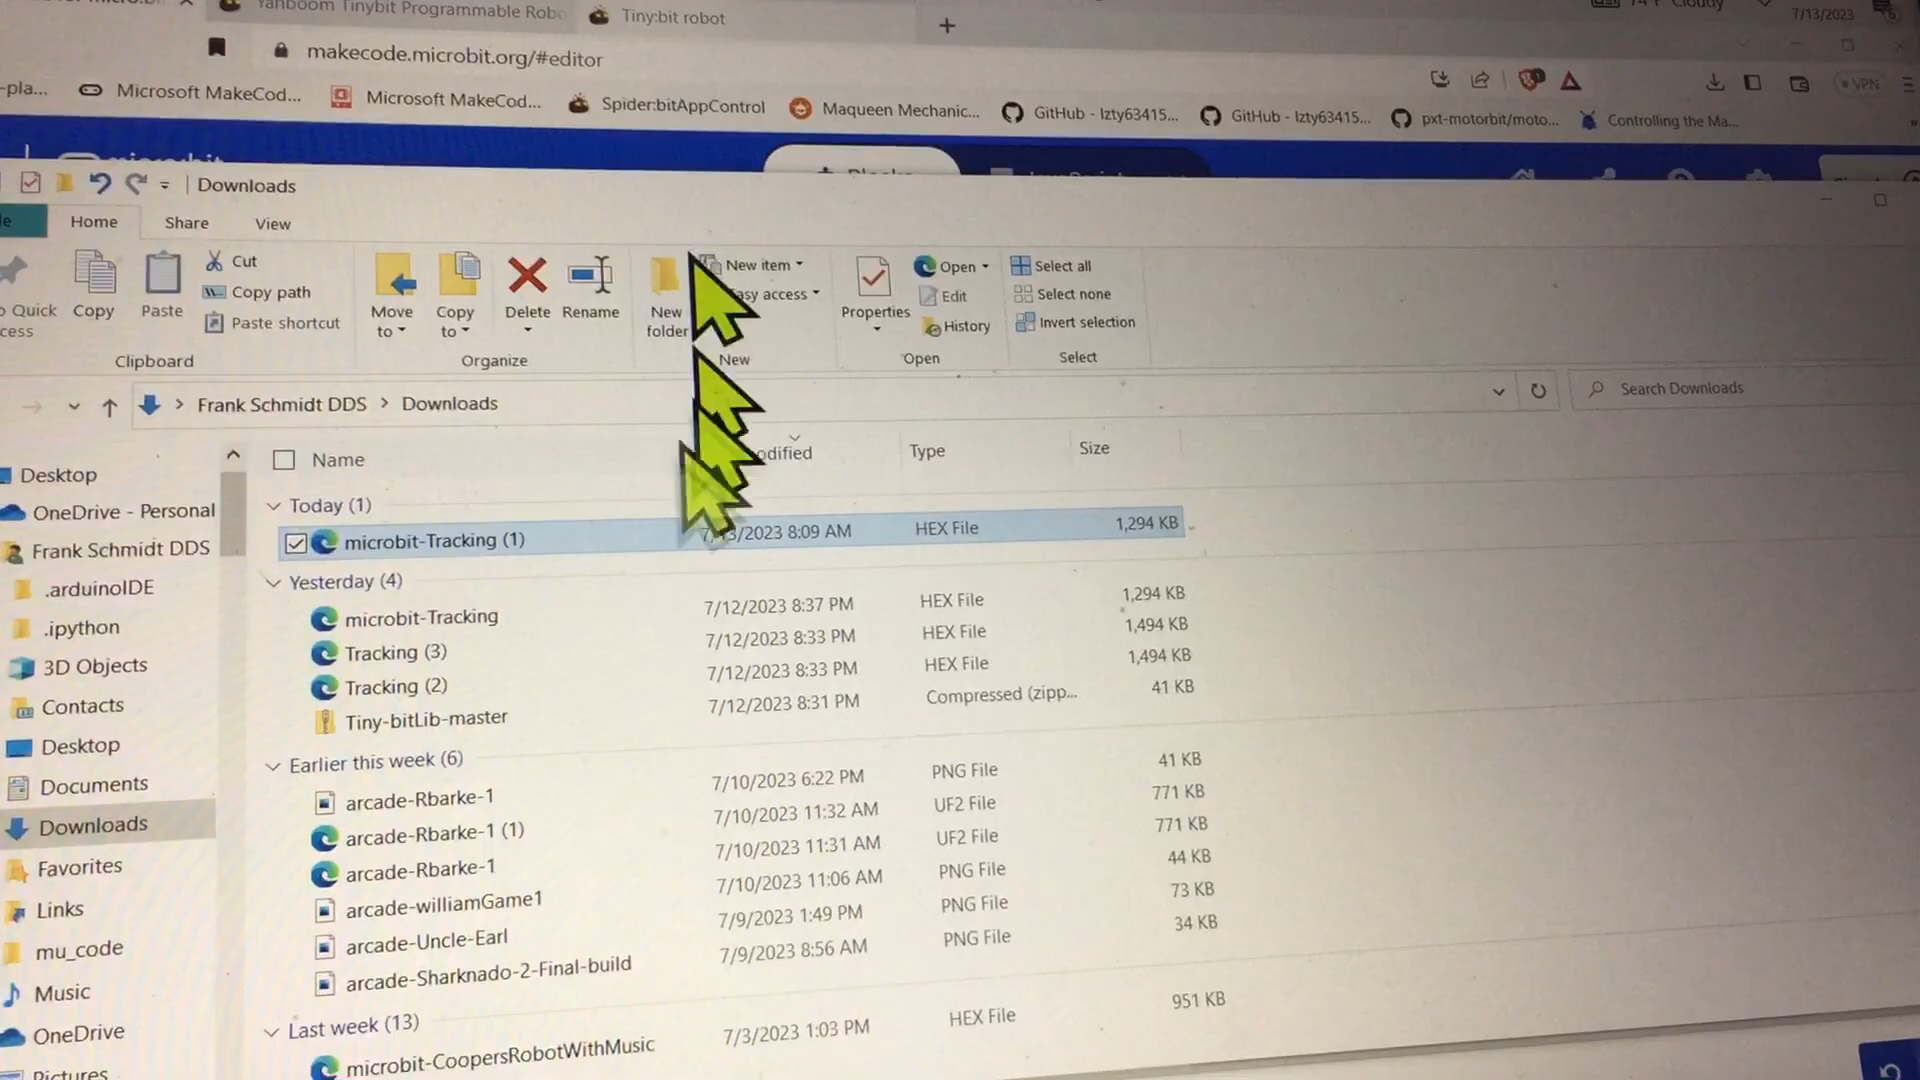 Yahboom Tinybit Programmable Robo
Tiny:bit robot
Cloudy
7/13/2023
makecode.microbit.org/#editor
VPN
-pla...
Microsoft MakeCod...
Microsoft MakeCod...
Spider:bitAppControl
Maqueen Mechanic...
GitHub - lzty63415...
GitHub - lzty63415...
pxt-motorbit/moto...
Controlling the Ma...
Downloads
Home
Share
View
Cut
Copy path
Paste shortcut
Quick
Copy
Paste
Clipboard
Move
to
Copy
to
Delete
Rename
Organize
New
folder
New item
Easy access
New
Properties
Open
Edit
History
Open
Select all
Select none
Invert selection
Select
Frank Schmidt DDS > Downloads
Search Downloads
Name
odified
Type
Size
Today (1)
microbit-Tracking (1) 7/13/2023 8:09 AM HEX File 1,294 KB
Yesterday (4)
microbit-Tracking 7/12/2023 8:37 PM HEX File 1,294 KB
Tracking (3) 7/12/2023 8:33 PM HEX File 1,494 KB
Tracking (2) 7/12/2023 8:33 PM HEX File 1,494 KB
Tiny-bitLib-master 7/12/2023 8:31 PM Compressed (zipp... 41 KB
Earlier this week (6)
arcade-Rbarke-1 7/10/2023 6:22 PM PNG File 41 KB
arcade-Rbarke-1 (1) 7/10/2023 11:32 AM UF2 File 771 KB
arcade-Rbarke-1 7/10/2023 11:31 AM UF2 File 771 KB
arcade-williamGame1 7/10/2023 11:06 AM PNG File 44 KB
arcade-Uncle-Earl 7/9/2023 1:49 PM PNG File 73 KB
arcade-Sharknado-2-Final-build 7/9/2023 8:56 AM PNG File 34 KB
Last week (13)
microbit-CoopersRobotWithMusic 7/3/2023 1:03 PM HEX File 951 KB
Desktop
OneDrive - Personal
Frank Schmidt DDS
.arduinoIDE
.ipython
3D Objects
Contacts
Desktop
Documents
Downloads
Favorites
Links
mu_code
Music
OneDrive
Pictures